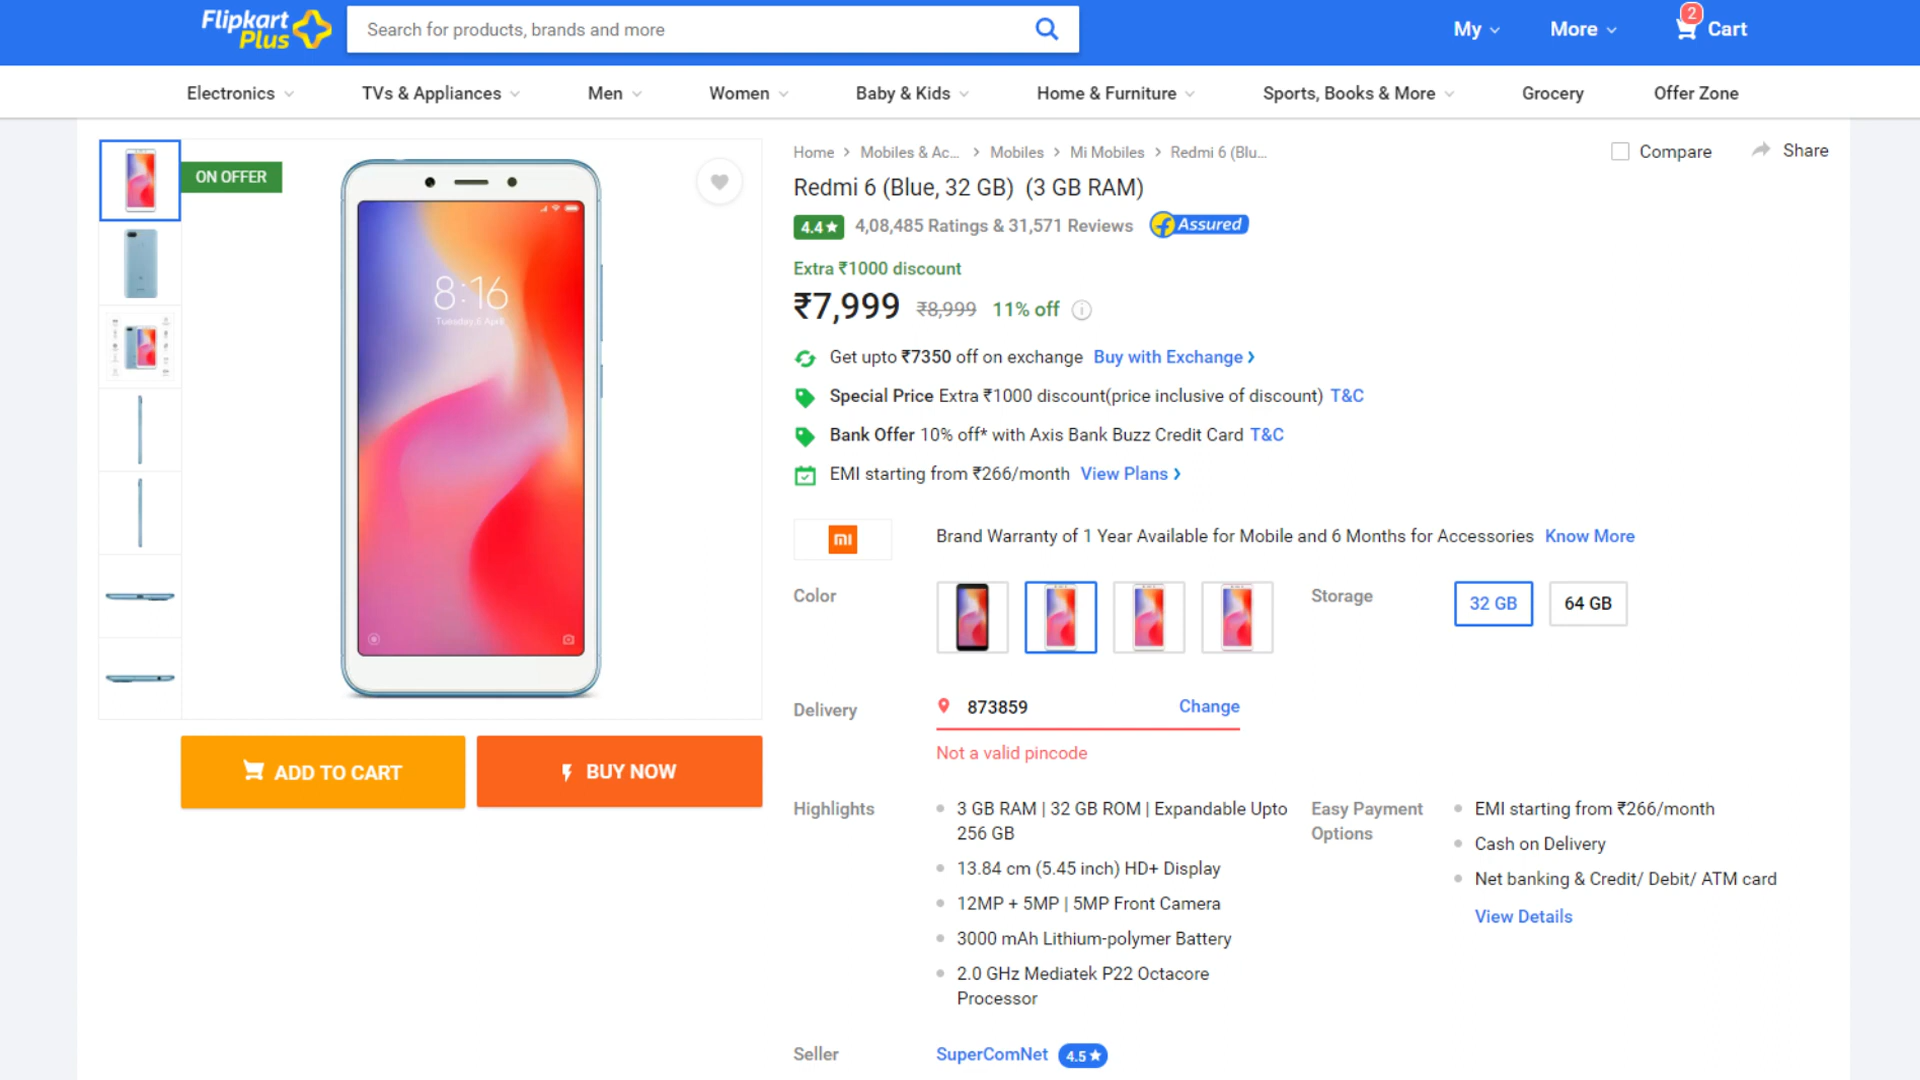 Flipkart
Plus
Search for products, brands and more
My
More
2
Cart
Electronics
TVs & Appliances
Men
Women
Baby & Kids
Home & Furniture
Sports, Books & More
Grocery
Offer Zone
ON OFFER
8:16
Tuesday, 6 April
ADD TO CART
BUY NOW
Home > Mobiles & Ac... > Mobiles > Mi Mobiles > Redmi 6 (Blu...
Compare
Share
Redmi 6 (Blue, 32 GB) (3 GB RAM)
4.4★ 4,08,485 Ratings & 31,571 Reviews
Assured
Extra ₹1000 discount
₹7,999 ₹8,999 11% off
Get upto ₹7350 off on exchange Buy with Exchange >
Special Price Extra ₹1000 discount(price inclusive of discount) T&C
Bank Offer 10% off* with Axis Bank Buzz Credit Card T&C
EMI starting from ₹266/month View Plans >
mi
Brand Warranty of 1 Year Available for Mobile and 6 Months for Accessories Know More
Color
Storage
32 GB
64 GB
Delivery
873859
Change
Not a valid pincode
Highlights
3 GB RAM | 32 GB ROM | Expandable Upto
256 GB
13.84 cm (5.45 inch) HD+ Display
12MP + 5MP | 5MP Front Camera
3000 mAh Lithium-polymer Battery
2.0 GHz Mediatek P22 Octacore
Processor
Easy Payment
Options
EMI starting from ₹266/month
Cash on Delivery
Net banking & Credit/ Debit/ ATM card
View Details
Seller
SuperComNet 4.5★